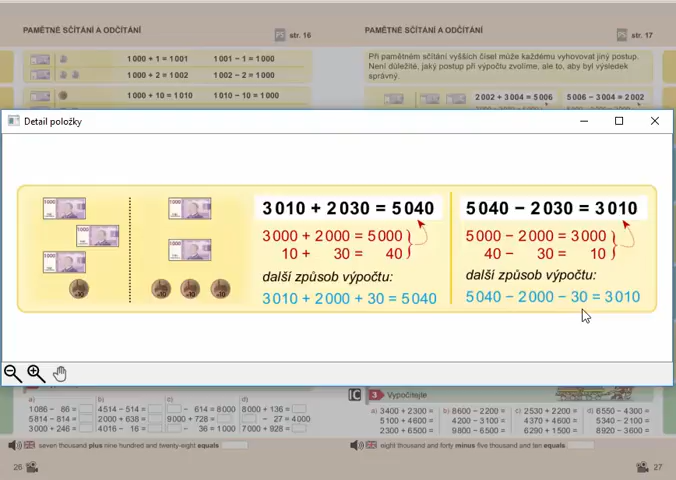 PAMĚTNÉ SČÍTÁNÍ A ODČÍTÁNÍ
PS str. 16
1 000 + 1 = 1 001 1 001 − 1 = 1 000
1 000 + 2 = 1 002 1 002 − 2 = 1 000
1 000 + 10 = 1 010 1 010 − 10 = 1 000
PAMĚTNÉ SČÍTÁNÍ A ODČÍTÁNÍ
PS str. 17
Při pamětném sčítání vyšších čísel může každému vyhovovat jiný postup.
Není důležité, jaký postup při výpočtu zvolíme, ale to, aby byl výsledek
správný.
2 002 + 3 004 = 5 006 5 006 − 3 004 = 2 002
Detail položky
3 010 + 2 030 = 5 040
3 000 + 2 000 = 5 000
10 + 30 = 40
další způsob výpočtu:
3 010 + 2 000 + 30 = 5 040
5 040 − 2 030 = 3 010
5 000 − 2 000 = 3 000
40 − 30 = 10
další způsob výpočtu:
5 040 − 2 000 − 30 = 3 010
a) b) c) d)
1 086 − 86 = 4 514 − 514 = − 614 = 8 000 8 000 + 136 =
5 814 − 814 = 2 000 + 638 = 9 000 + 728 = − 27 = 4 000
3 000 + 246 = 4 016 − 16 = − 36 = 1 000 7 000 + 928 =
seven thousand plus nine hundred and twenty-eight equals
26
3 Vypočítejte
a) 3 400 + 2 300 = b) 8 600 − 2 200 = c) 2 530 + 2 200 = d) 6 550 − 4 300 =
5 100 + 4 600 = 4 200 − 3 100 = 4 370 + 4 600 = 5 340 − 2 100 =
2 300 + 6 500 = 9 800 − 6 500 = 6 290 + 1 500 = 8 920 − 3 600 =
eight thousand and forty minus five thousand and ten equals
27